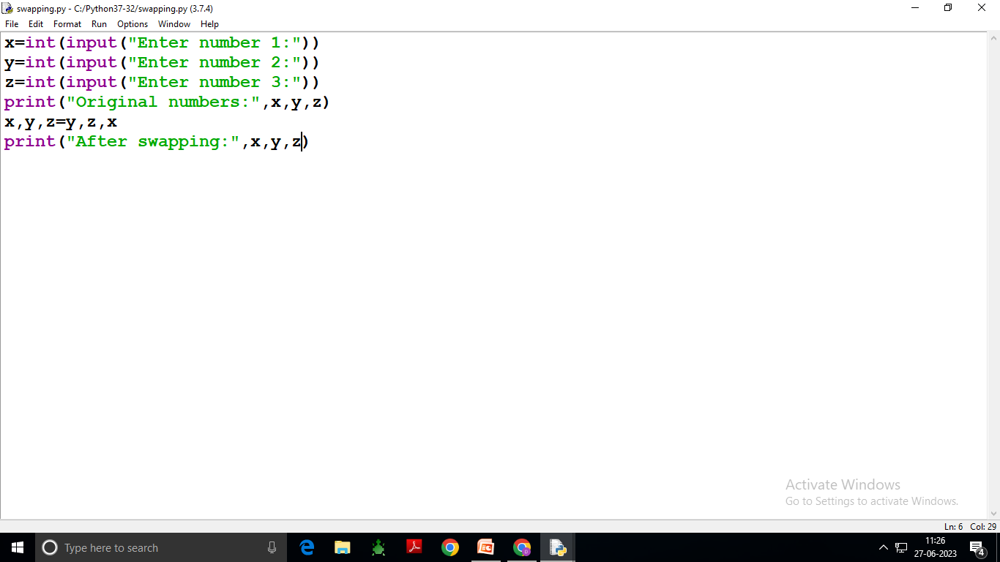 swapping.py - C:/Python37-32/swapping.py (3.7.4)
File Edit Format Run Options Window Help
x=int(input("Enter number 1:"))
y=int(input("Enter number 2:"))
z=int(input("Enter number 3:"))
print("Original numbers:",x,y,z)
x,y,z=y,z,x
print("After swapping:",x,y,z)
Activate Windows
Go to Settings to activate Windows.
Ln: 6 Col: 29
Type here to search
11:26
27-06-2023
4